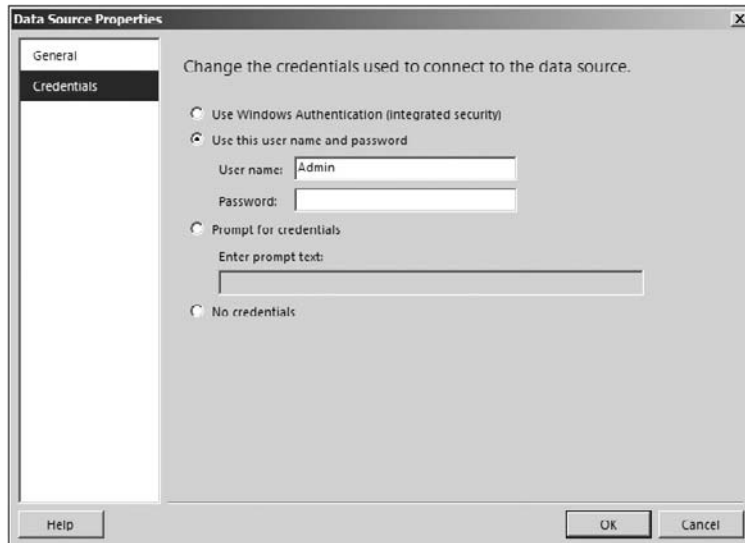 Data Source Properties
General
Credentials
Change the credentials used to connect to the data source.
Use Windows Authentication (integrated security)
Use this user name and password
User name: Admin
Password:
Prompt for credentials
Enter prompt text:
No credentials
Help
OK
Cancel